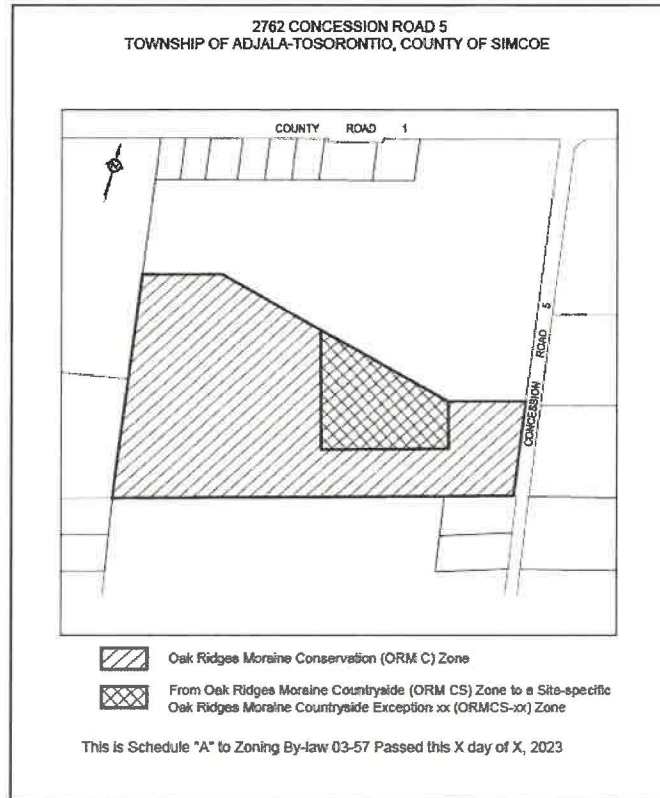 2762 CONCESSION ROAD 5
TOWNSHIP OF ADJALA-TOSORONTIO, COUNTY OF SIMCOE
COUNTY ROAD 1
CONCESSION ROAD 5
Oak Ridges Moraine Conservation (ORM C) Zone
From Oak Ridges Moraine Countryside (ORM CS) Zone to a Site-specific
Oak Ridges Moraine Countryside Exception xx (ORMCS-xx) Zone
This is Schedule "A" to Zoning By-law 03-57 Passed this X day of X, 2023